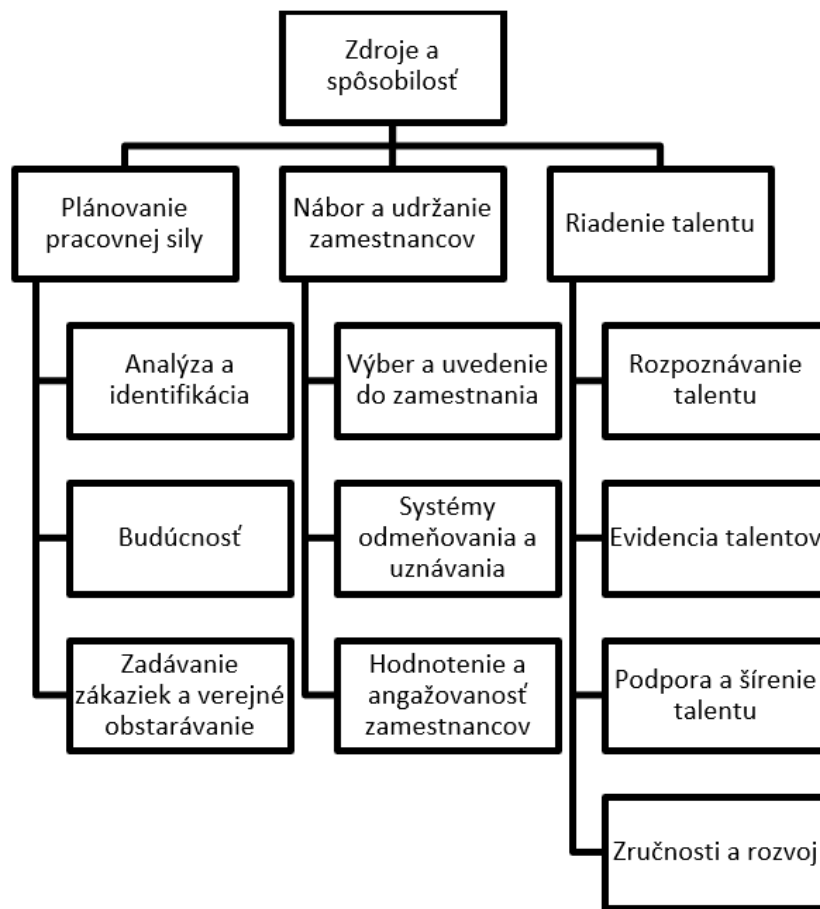 Zdroje a
spôsobilosť
Plánovanie
pracovnej sily
Nábor a udržanie
zamestnancov
Riadenie talentu
Analýza a
identifikácia
Výber a uvedenie
do zamestnania
Rozpoznávanie
talentu
Budúcnosť
Systémy
odmeňovania a
uznávania
Evidencia talentov
Zadávanie
zákaziek a verejné
obstarávanie
Hodnotenie a
angažovanosť
zamestnancov
Podpora a šírenie
talentu
Zručnosti a rozvoj